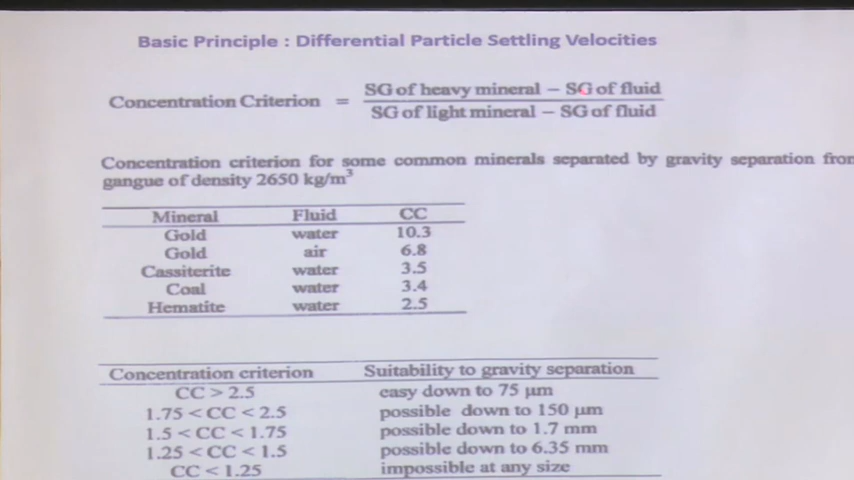 Basic Principle : Differential Particle Settling Velocities
Concentration Criterion = SG of heavy mineral – SG of fluid
SG of light mineral – SG of fluid
Concentration criterion for some common minerals separated by gravity separation from
gangue of density 2650 kg/m³
Mineral Fluid CC
Gold water 10.3
Gold air 6.8
Cassiterite water 3.5
Coal water 3.4
Hematite water 2.5
Concentration criterion Suitability to gravity separation
CC > 2.5 easy down to 75 μm
1.75 < CC < 2.5 possible down to 150 μm
1.5 < CC < 1.75 possible down to 1.7 mm
1.25 < CC < 1.5 possible down to 6.35 mm
CC < 1.25 impossible at any size